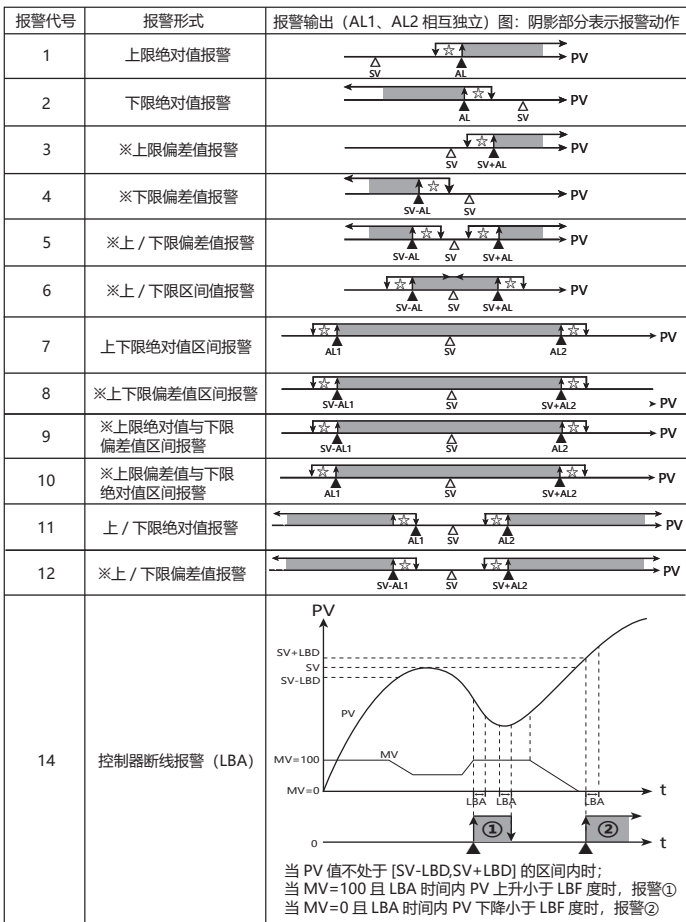 报警代号 报警形式 报警输出（AL1、AL2 相互独立）图：阴影部分表示报警动作
1 上限绝对值报警 ☆ PV
SV AL
2 下限绝对值报警 ☆ PV
AL SV
3 ※上限偏差值报警 ☆ PV
SV SV+AL
4 ※下限偏差值报警 ☆ PV
SV-AL SV
5 ※上 / 下限偏差值报警 ☆ ☆ PV
SV-AL SV SV+AL
6 ※上 / 下限区间值报警 ☆ ☆ PV
SV-AL SV SV+AL
7 上下限绝对值区间报警 ☆ ☆ PV
AL1 SV AL2
8 ※上下限偏差值区间报警 ☆ ☆ PV
SV-AL1 SV SV+AL2
9 ※上限绝对值与下限
偏差值区间报警 ☆ ☆ PV
SV-AL1 SV AL2
10 ※上限偏差值与下限
绝对值区间报警 ☆ ☆ PV
AL1 SV SV+AL2
11 上 / 下限绝对值报警 ☆ ☆ PV
AL1 SV AL2
12 ※上 / 下限偏差值报警 ☆ ☆ PV
SV-AL1 SV SV+AL2
14 控制器断线报警（LBA）
PV
SV+LBD
SV
SV-LBD
PV
MV=100 MV
MV=0 t
LBA LBA LBA
① ②
0 t
当 PV 值不处于 [SV-LBD,SV+LBD] 的区间内时；
当 MV=100 且 LBA 时间内 PV 上升小于 LBF 度时，报警①
当 MV=0 且 LBA 时间内 PV 下降小于 LBF 度时，报警②